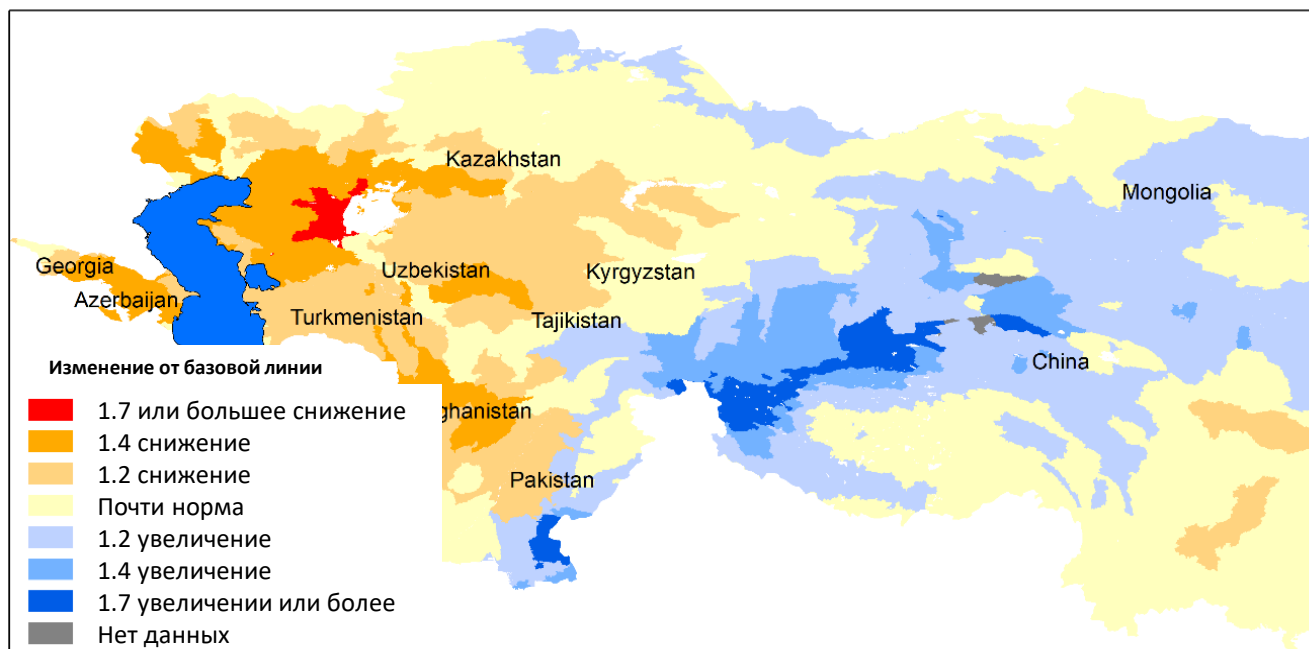 Kazakhstan
Mongolia
Georgia
Uzbekistan
Kyrgyzstan
Azerbaijan
Turkmenistan
Tajikistan
China
ghanistan
Pakistan
Изменение от базовой линии
1.7 или большее снижение
1.4 снижение
1.2 снижение
Почти норма
1.2 увеличение
1.4 увеличение
1.7 увеличении или более
Нет данных